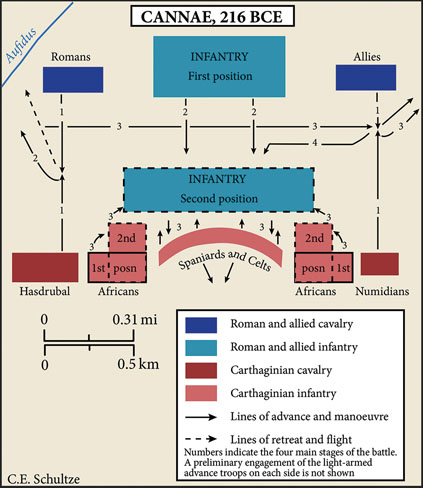 CANNAE, 216 BCE
Aufidus
Romans
INFANTRY
First position
Allies
1
2
2
1
3
3
3
4
2
INFANTRY
Second position
1
3
3
3
3
1
3
3
2nd
2nd
1st
posn
Spaniards and Celts
posn
1st
Hasdrubal
Africans
Africans
Numidians
0
0.31 mi
0
0.5 km
Roman and allied cavalry
Roman and allied infantry
Carthaginian cavalry
Carthaginian infantry
Lines of advance and manoeuvre
Lines of retreat and flight
Numbers indicate the four main stages of the battle.
A preliminary engagement of the light-armed
advance troops on each side is not shown
C.E. Schultze